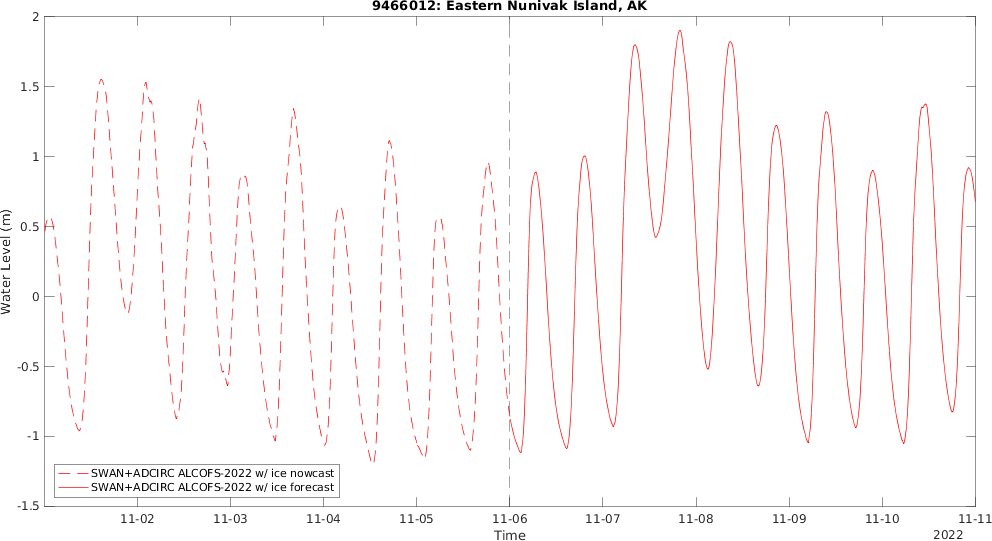 9466012: Eastern Nunivak Island, AK
Water Level (m)
2
1.5
1
0.5
0
-0.5
-1
-1.5
SWAN+ADCIRC ALCOFS-2022 w/ ice nowcast
SWAN+ADCIRC ALCOFS-2022 w/ ice forecast
11-02 11-03 11-04 11-05 11-06 11-07 11-08 11-09 11-10 11-11
Time
2022